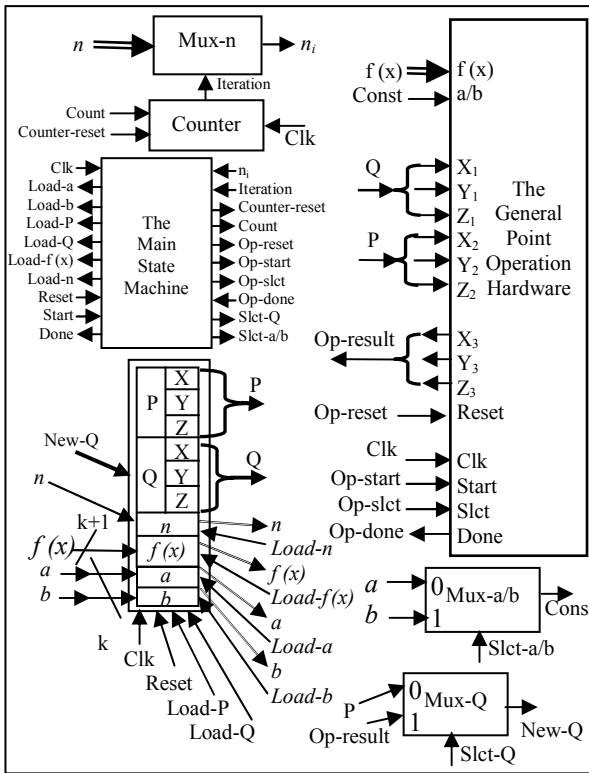 n
Mux-n
n_i
Iteration
Count
Counter-reset
Counter
Clk
Clk
Load-a
Load-b
Load-P
Load-Q
Load-f (x)
Load-n
Reset
Start
Done
The
Main
State
Machine
n_i
Iteration
Counter-reset
Count
Op-reset
Op-start
Op-slct
Op-done
Slct-Q
Slct-a/b
f (x)
Const
Q
P
Op-result
Op-reset
Clk
Op-start
Op-slct
Op-done
f (x)
a/b
X₁
Y₁
Z₁
X₂
Y₂
Z₂
X₃
Y₃
Z₃
Reset
Clk
Start
Slct
Done
The
General
Point
Operation
Hardware
New-Q
n
k+1
f (x)
a
b
k
P
X
Y
Z
Q
X
Y
Z
n
f(x)
a
b
P
Q
n
Load-n
f(x)
Load-f(x)
a
Load-a
b
Load-b
Clk
Reset
Load-P
Load-Q
a
b
0
1
Mux-a/b
Cons
Slct-a/b
P
Op-result
0
1
Mux-Q
New-Q
Slct-Q